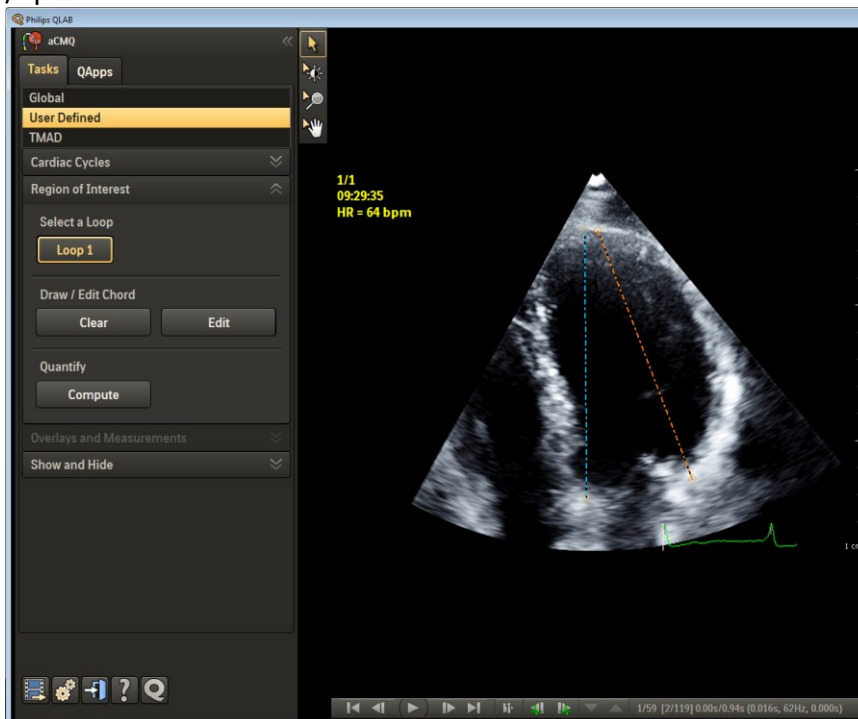 Philips QLAB
aCMQ
Tasks QApps
Global
User Defined
TMAD
Cardiac Cycles
Region of Interest
Select a Loop
Loop 1
Draw / Edit Chord
Clear Edit
Quantify
Compute
Overlays and Measurements
Show and Hide
1/1
09:29:35
HR = 64 bpm
1/59 [2/119] 0.00s/0.94s (0.016s, 62Hz, 0.000s)